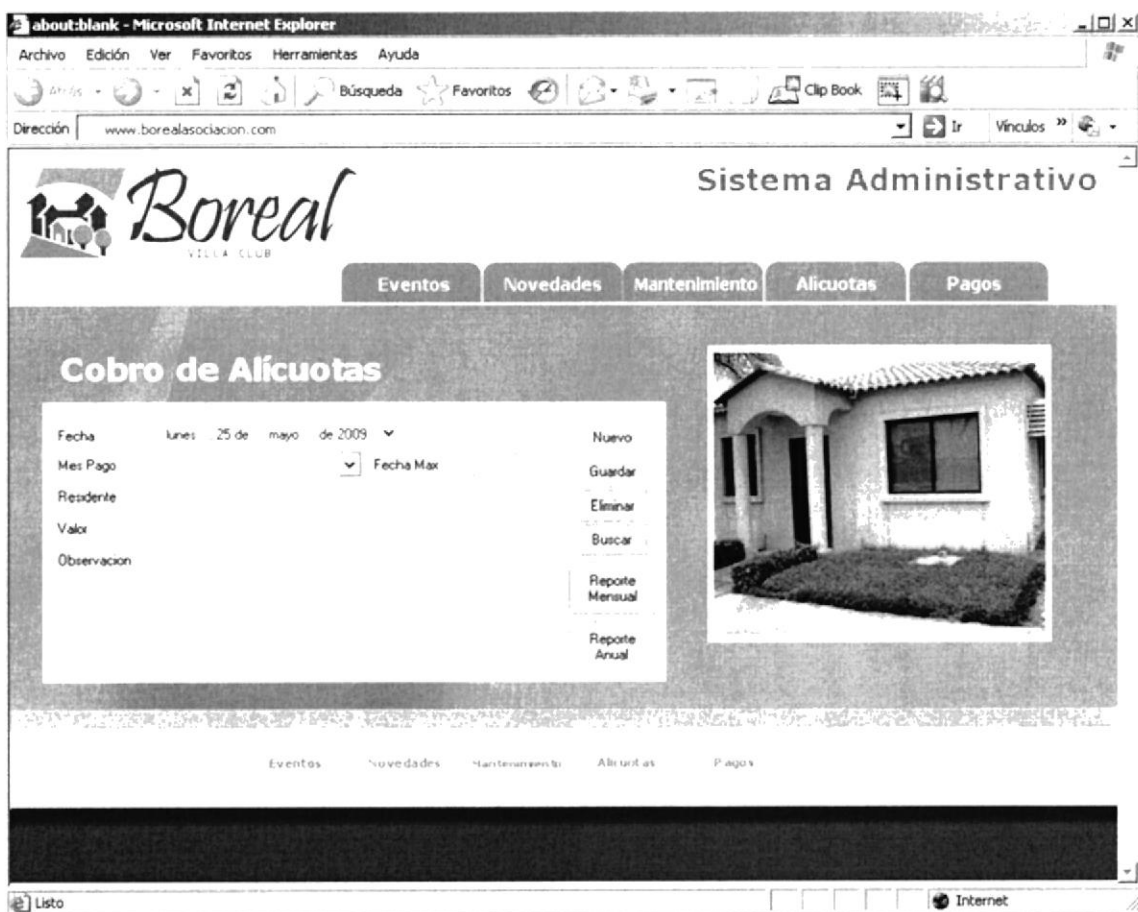 about:blank - Microsoft Internet Explorer
Archivo Edición Ver Favoritos Herramientas Ayuda
Atrás Búsqueda Favoritos Clip Book
Dirección www.borealasociacion.com Ir Vínculos »
Boreal
VILLA CLUB
Sistema Administrativo
Eventos Novedades Mantenimiento Alicuotas Pagos
Cobro de Alícuotas
Fecha lunes , 25 de mayo de 2009
Mes Pago Fecha Max
Residente
Valor
Observacion
Nuevo
Guardar
Eliminar
Buscar
Reporte
Mensual
Reporte
Anual
Eventos Novedades Mantenimiento Alicuotas Pagos
Listo Internet